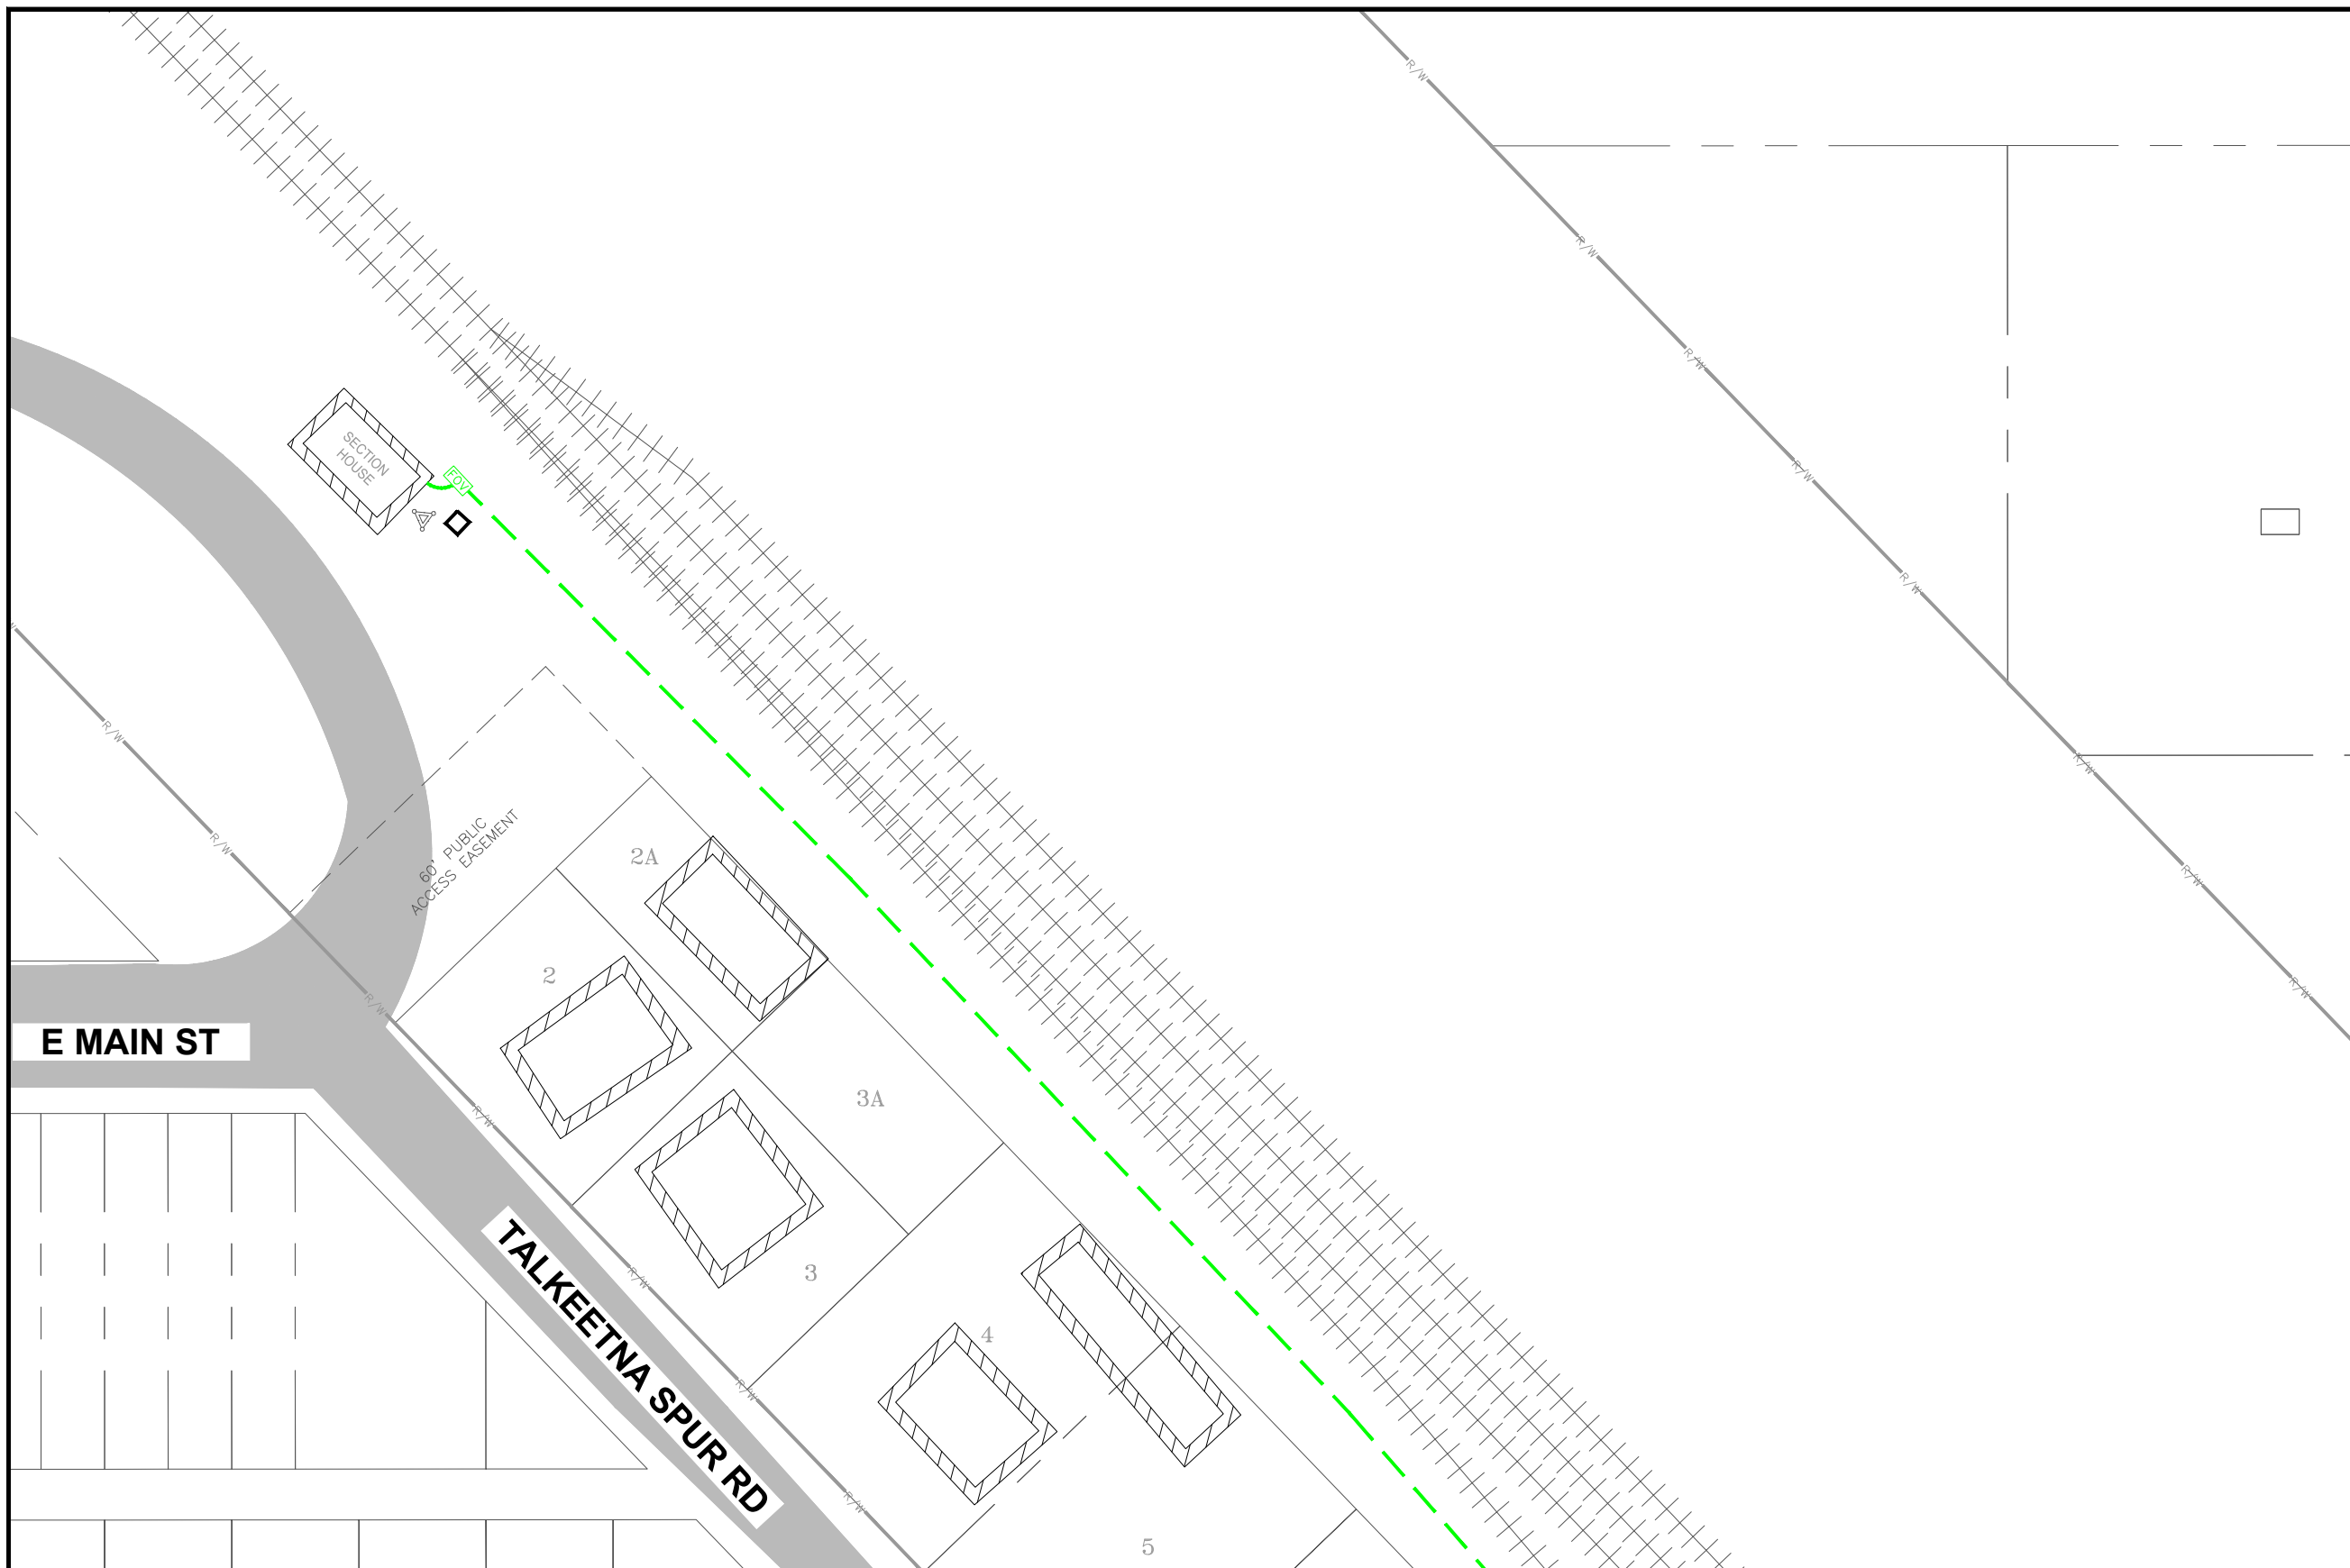 R/W
R/W
R/W
R/W
SECTION
HOUSE
FOV
R/W
R/W
R/W
R/W
60' PUBLIC
ACCESS EASEMENT
R/W
2A
R/W
2
R/W
R/W
E MAIN ST
3A
R/W
R/W
3
TALKEETNA SPUR RD
4
R/W
R/W
5